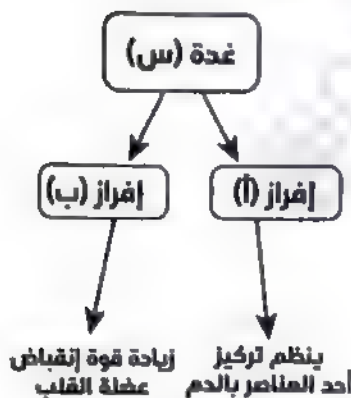 غدة (س)
إفراز (أ)
إفراز (ب)
ينظم تركيز
أحد العناصر بالدم
زيادة قوة إنقباض
عضلة القلب